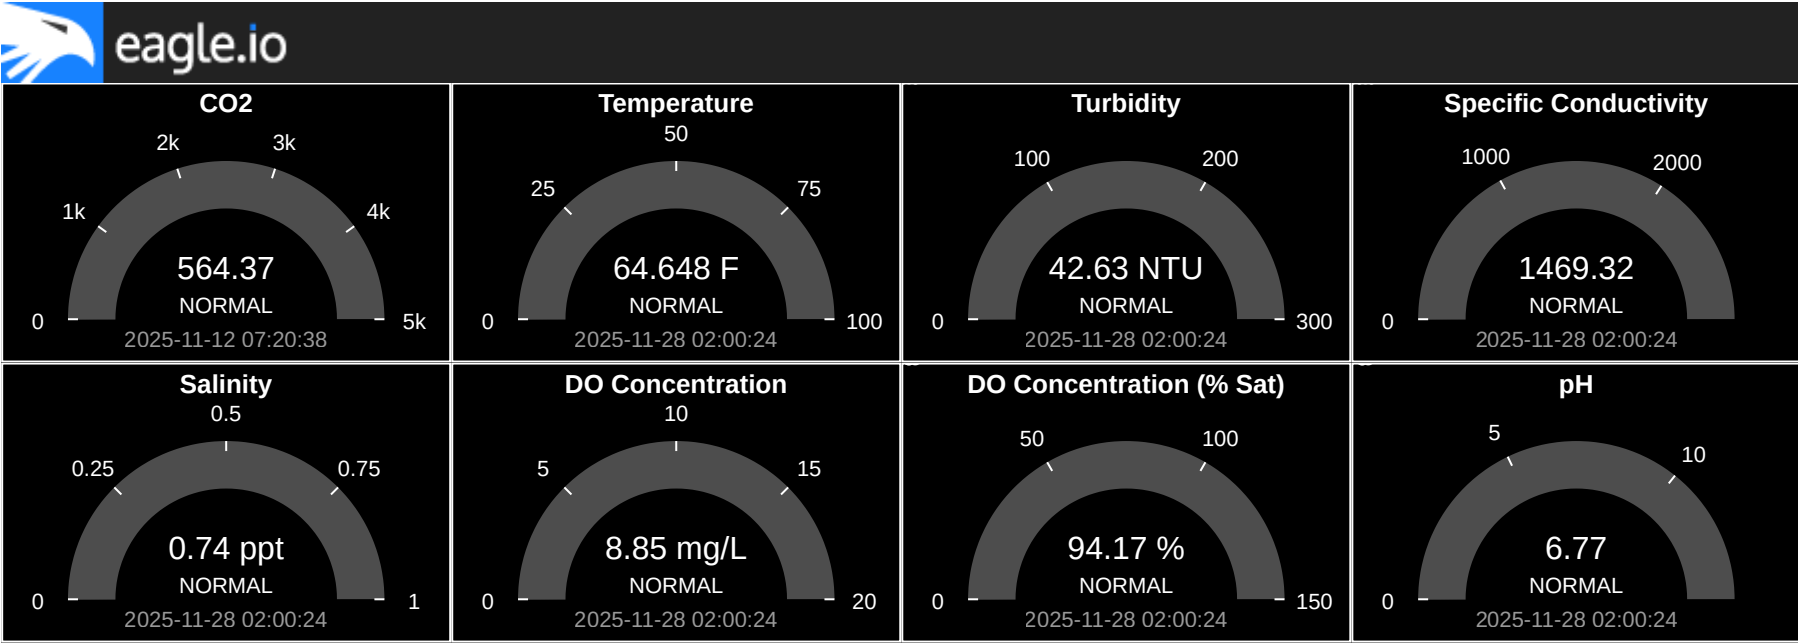 eagle.io
CO2
2k
3k
1k
4k
564.37
NORMAL
0
5k
2025-11-12 07:20:38
Temperature
50
25
75
64.648 F
NORMAL
0
100
2025-11-28 02:00:24
Turbidity
100
200
42.63 NTU
NORMAL
0
300
2025-11-28 02:00:24
Specific Conductivity
1000
2000
1469.32
NORMAL
0
2025-11-28 02:00:24
Salinity
0.5
0.25
0.75
0.74 ppt
NORMAL
0
1
2025-11-28 02:00:24
DO Concentration
10
5
15
8.85 mg/L
NORMAL
0
20
2025-11-28 02:00:24
DO Concentration (% Sat)
50
100
94.17 %
NORMAL
0
150
2025-11-28 02:00:24
pH
5
10
6.77
NORMAL
0
2025-11-28 02:00:24